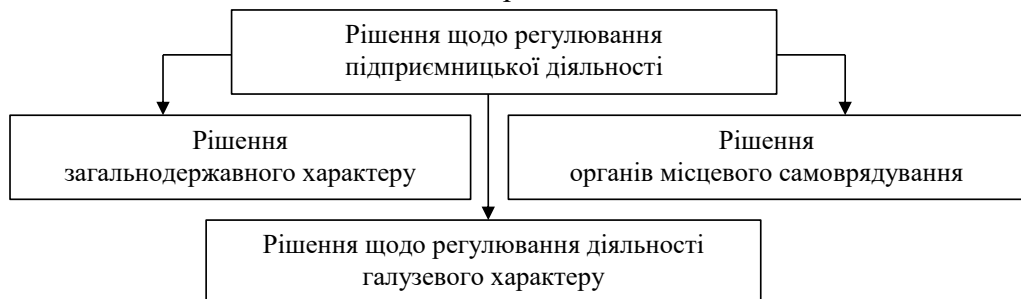 Рішення щодо регулювання
підприємницької діяльності
Рішення
загальнодержавного характеру
Рішення
органів місцевого самоврядування
Рішення щодо регулювання діяльності
галузевого характеру